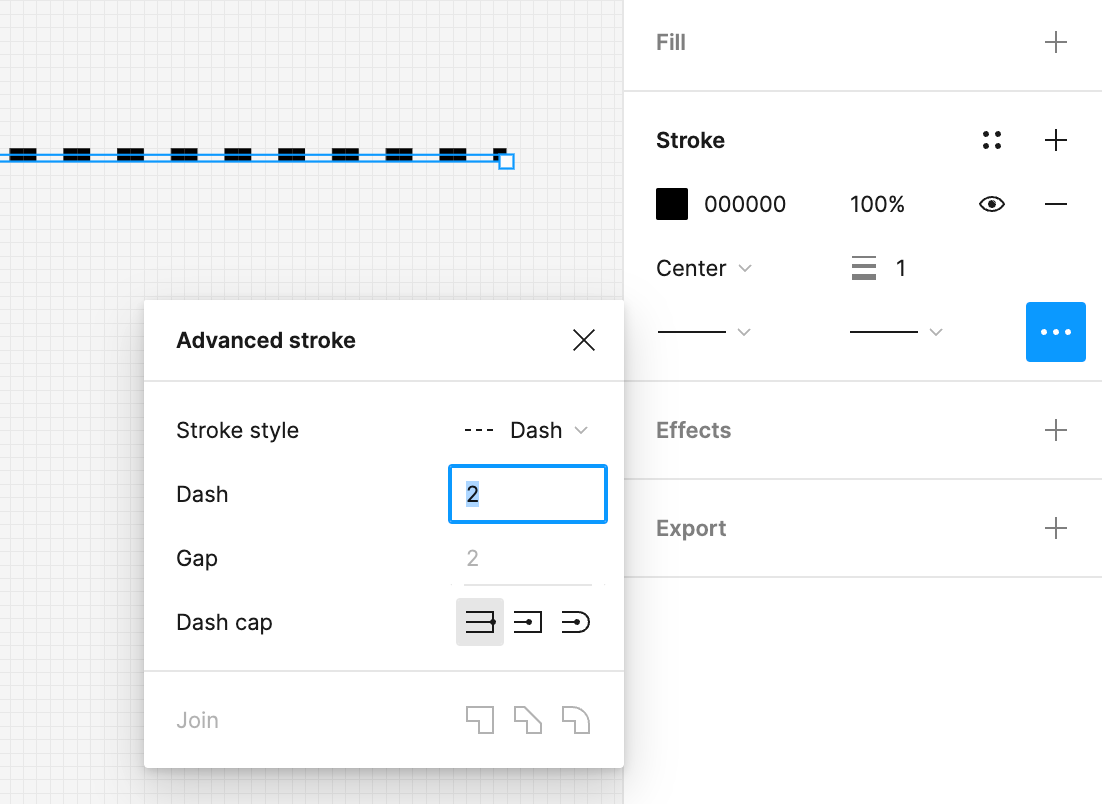 Fill
Stroke
000000 100%
Center 1
Advanced stroke
Stroke style Dash
Dash 2
Gap 2
Dash cap
Join
Effects
Export